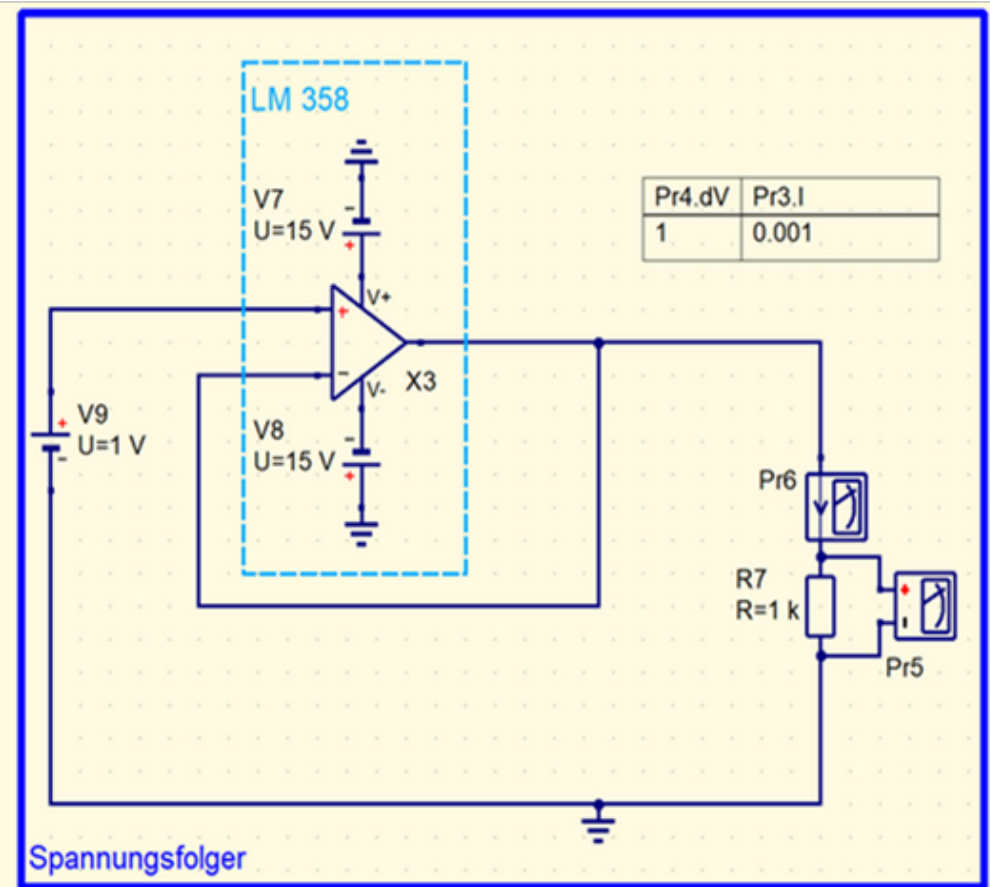 LM 358
V7
U=15 V
-
+
Pr4.dV Pr3.I
1 0.001
V+
+
-
V-
X3
V9
U=1 V
+
-
V8
U=15 V
-
+
Pr6
R7
R=1 k
+
-
Pr5
Spannungsfolger